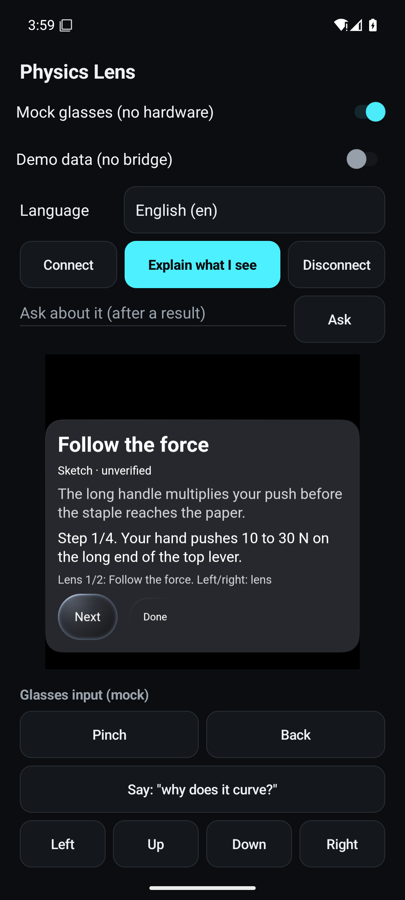 3:59
Physics Lens
Mock glasses (no hardware)
Demo data (no bridge)
Language
English (en)
Connect
Explain what I see
Disconnect
Ask about it (after a result)
Ask
Follow the force
Sketch · unverified
The long handle multiplies your push before
the staple reaches the paper.
Step 1/4. Your hand pushes 10 to 30 N on
the long end of the top lever.
Lens 1/2: Follow the force. Left/right: lens
Next
Done
Glasses input (mock)
Pinch
Back
Say: "why does it curve?"
Left
Up
Down
Right